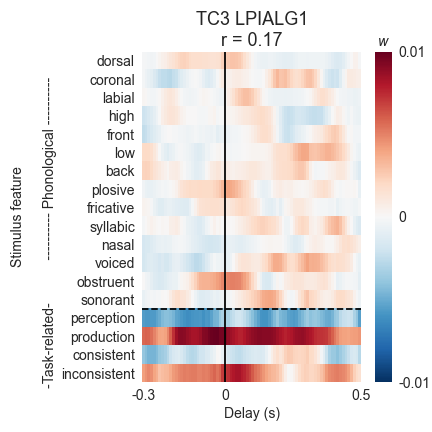 TC3 LPIALG1
r = 0.17
w
dorsal
coronal
labial
high
front
low
back
plosive
fricative
syllabic
nasal
voiced
obstruent
sonorant
perception
production
consistent
inconsistent
Stimulus feature
-Task-related- ----------- Phonological -----------
0.01
0
-0.01
-0.3 0 0.5
Delay (s)